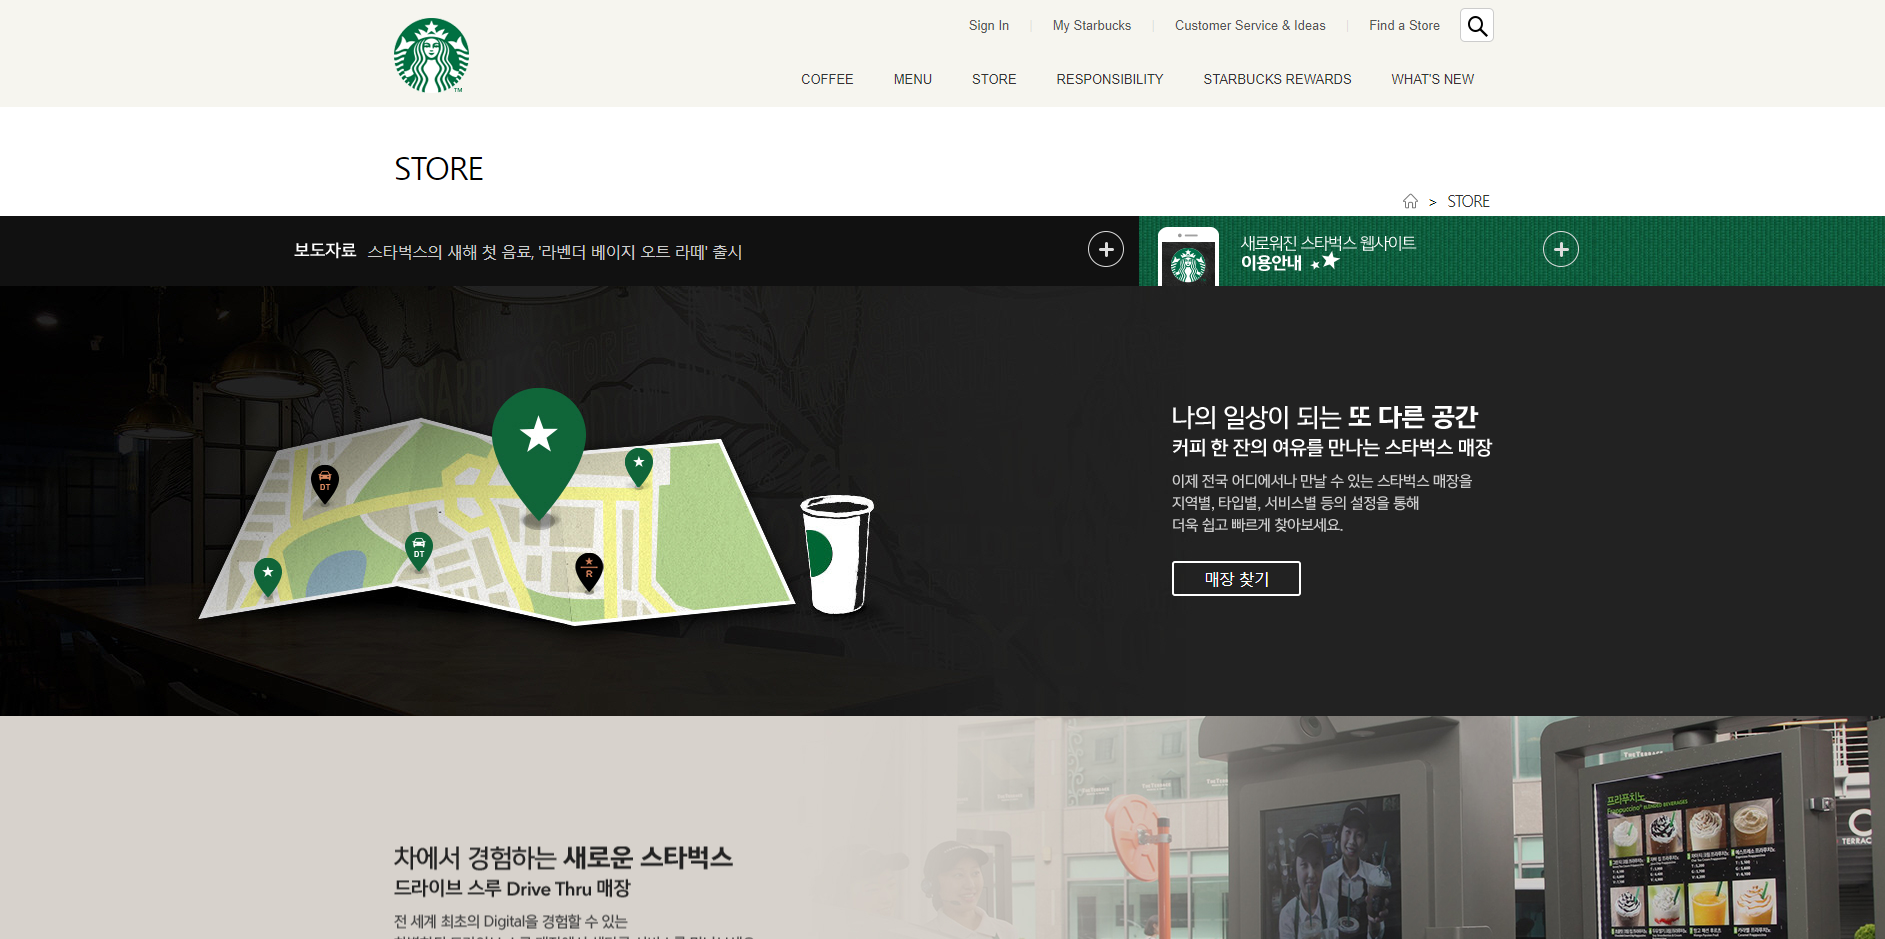 Sign In
My Starbucks
Customer Service & Ideas
Find a Store
TM
COFFEE
MENU
STORE
RESPONSIBILITY
STARBUCKS REWARDS
WHAT'S NEW
STORE
> STORE
보도자료 스타벅스의 새해 첫 음료, '라벤더 베이지 오트 라떼' 출시
새로워진 스타벅스 웹사이트
이용안내
DT
DT
R
나의 일상이 되는 또 다른 공간
커피 한 잔의 여유를 만나는 스타벅스 매장
이제 전국 어디에서나 만날 수 있는 스타벅스 매장을
지역별, 타입별, 서비스별 등의 설정을 통해
더욱 쉽고 빠르게 찾아보세요.
매장 찾기
차에서 경험하는 새로운 스타벅스
드라이브 스루 Drive Thru 매장
전 세계 최초의 Digital을 경험할 수 있는
프라푸치노
Frappuccino BLENDED BEVERAGES
THE TERRACE
TERRAC